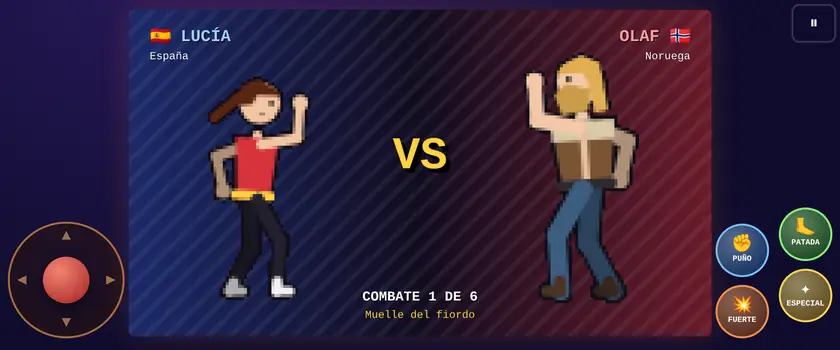 LUCÍA
España
OLAF
Noruega
VS
COMBATE 1 DE 6
Muelle del fiordo
PUÑO
PATADA
FUERTE
ESPECIAL